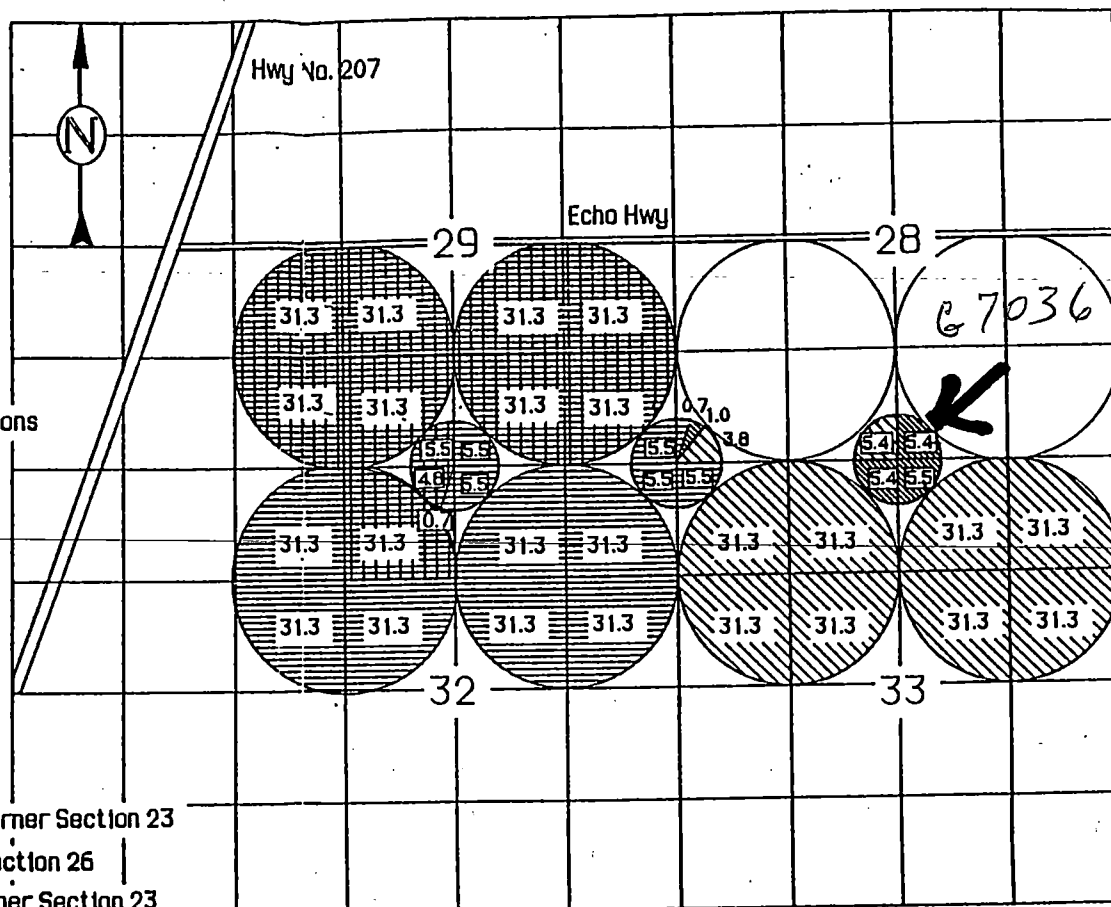 Hwy No. 207
N
Echo Hwy
29 28
G7036
31.3 31.3 31.3 31.3
ons
31.3 31.3 31.3 31.3
0.7 1.0
3.8
5.5 5.5 5.4 5.4
4.8 5.5 5.5 5.5 5.4 5.5
0.7
31.3 31.3 31.3 31.3 31.3 31.3 31.3 31.3
31.3 31.3 31.3 31.3 31.3 31.3 31.3 31.3
32 33
rner Section 23
ction 26
ner Section 23